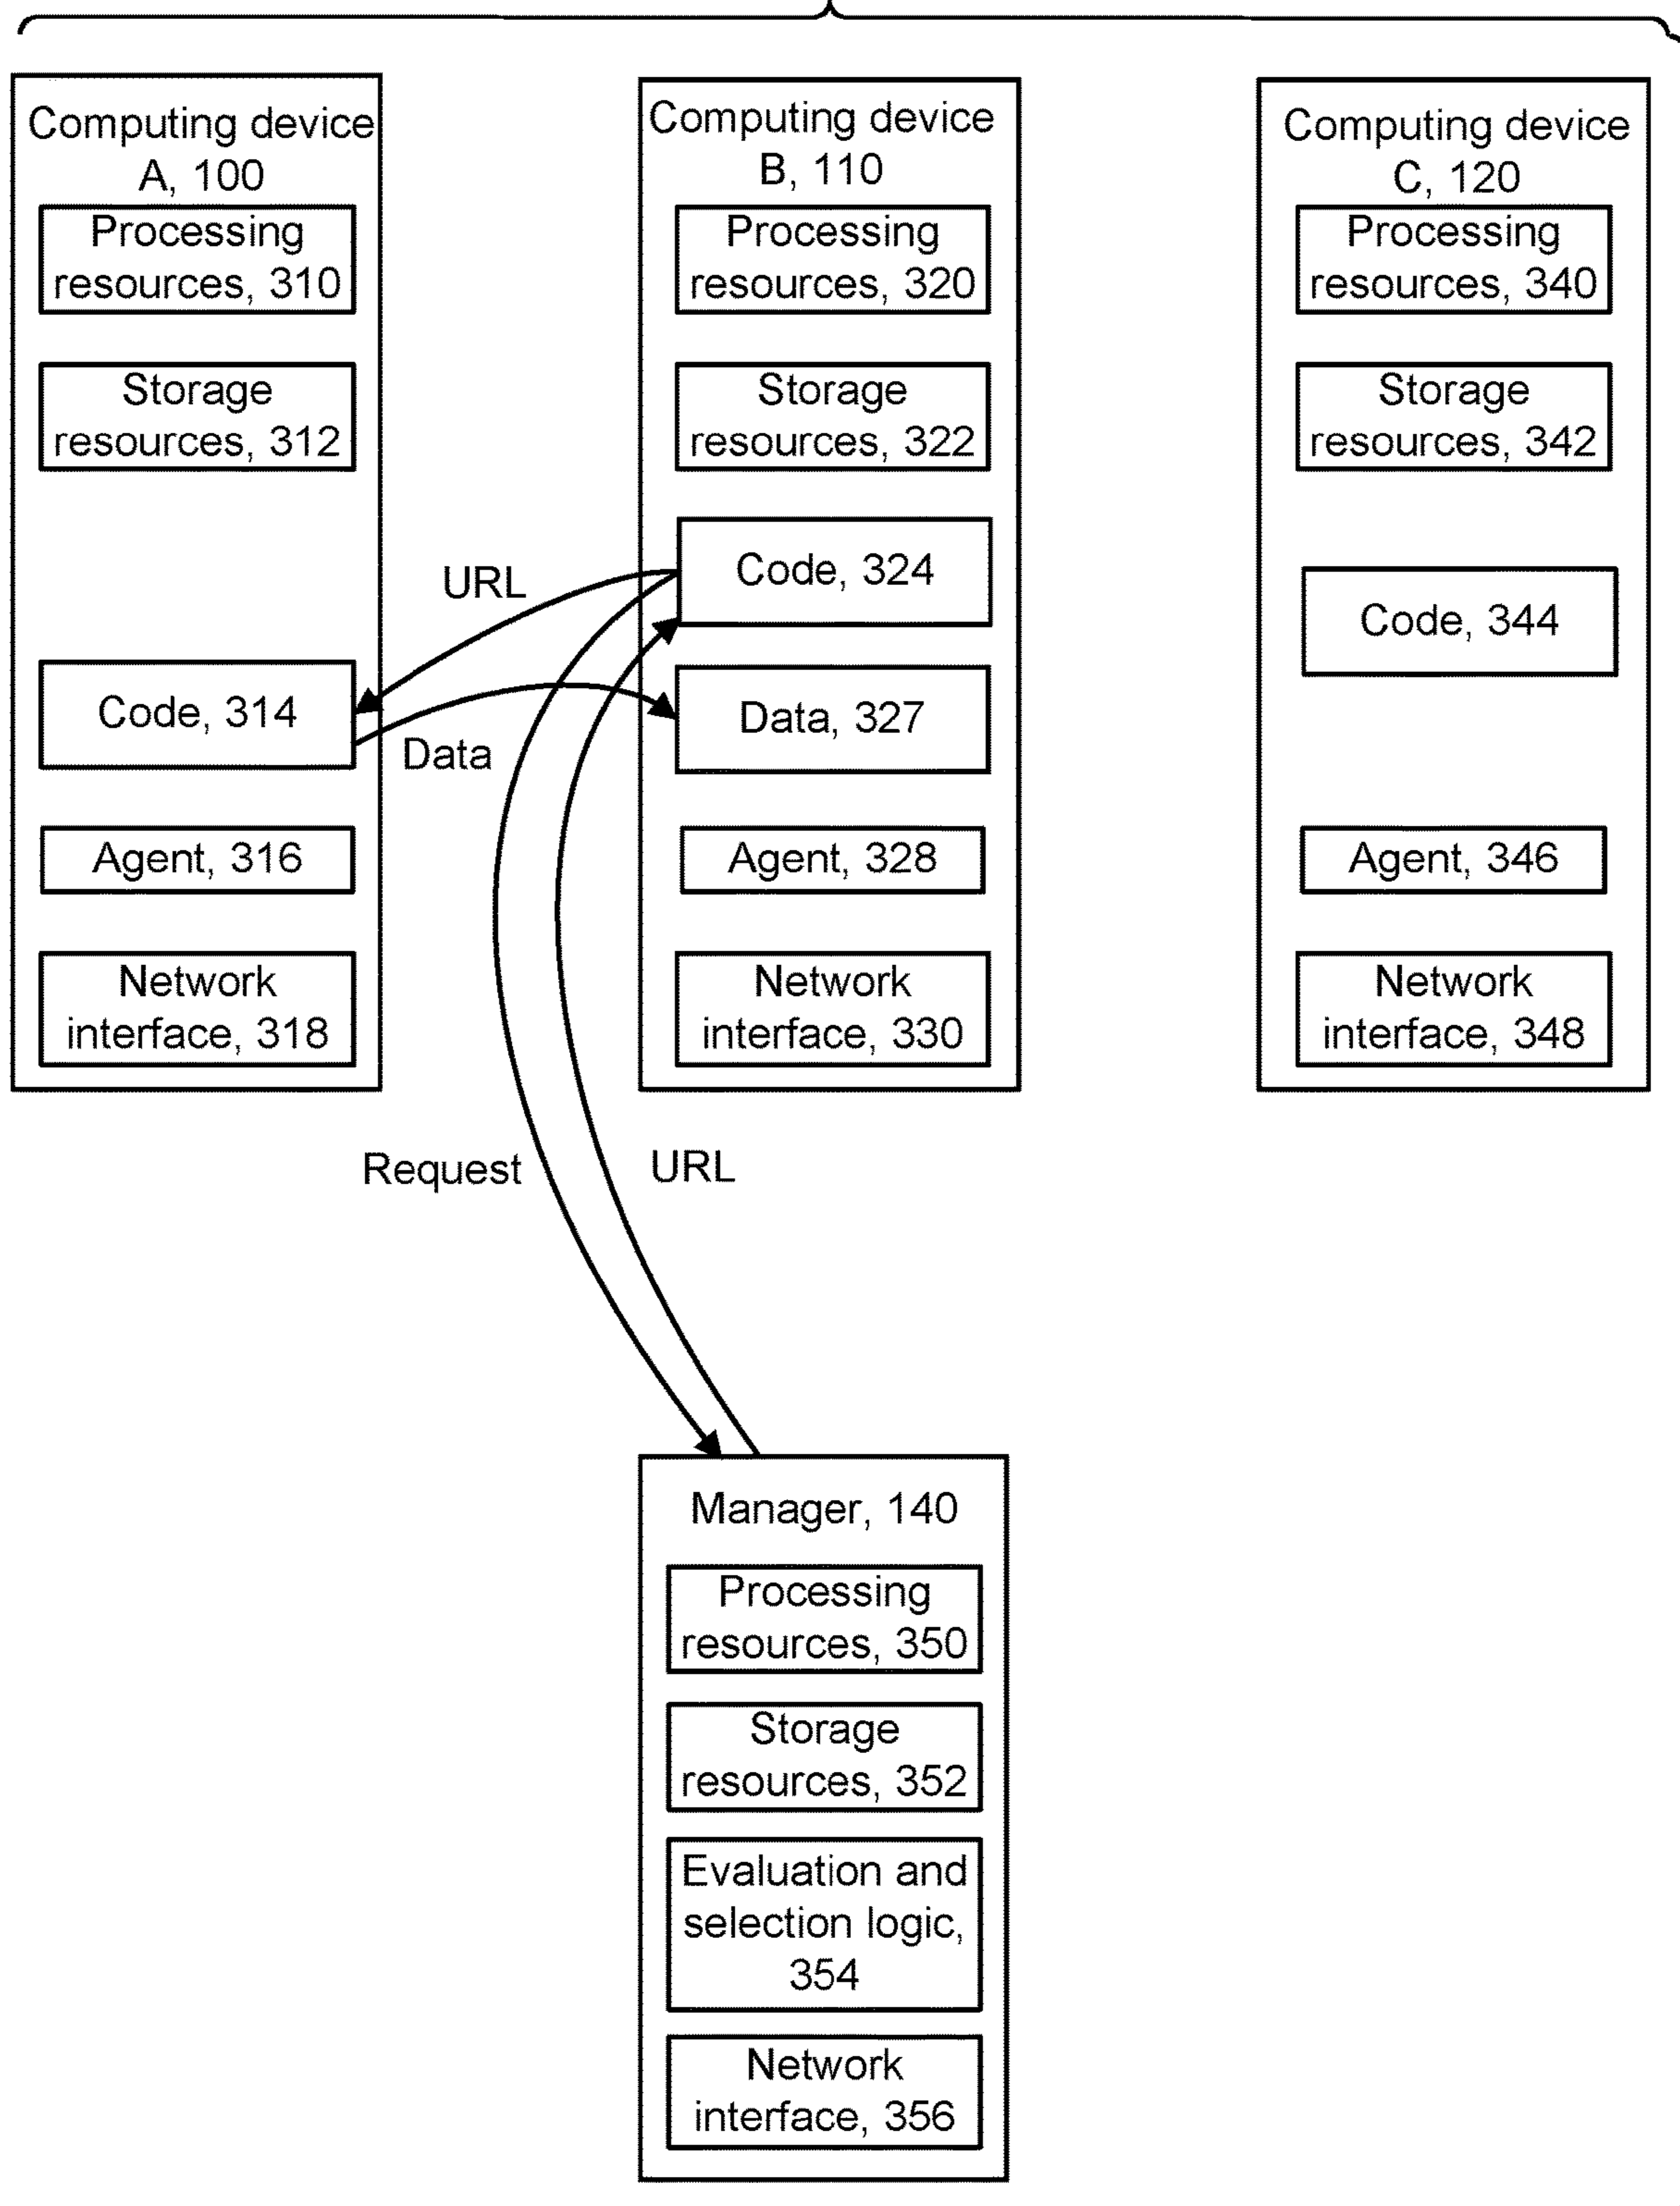 Computing device
A, 100
Processing
resources, 310
Storage
resources, 312
Code, 314
Agent, 316
Network
interface, 318
Computing device
B, 110
Processing
resources, 320
Storage
resources, 322
Code, 324
Data, 327
Agent, 328
Network
interface, 330
Computing device
C, 120
Processing
resources, 340
Storage
resources, 342
Code, 344
Agent, 346
Network
interface, 348
URL
Data
Request
URL
Manager, 140
Processing
resources, 350
Storage
resources, 352
Evaluation and
selection logic,
354
Network
interface, 356